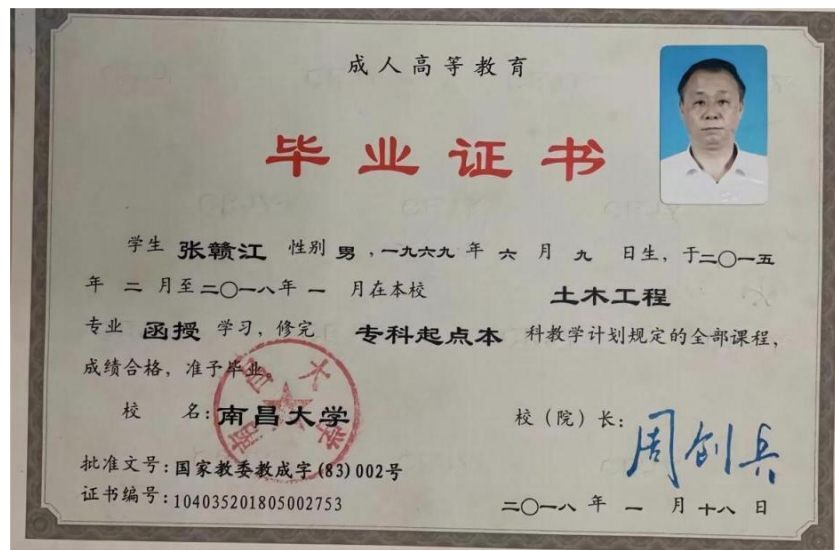 成人高等教育
毕业证书
学生 张赣江 性别 男,一九六九年 六 月 九 日生,于二〇一五
年 二 月至二〇一八年 一 月在本校 土木工程
专业 函授 学习,修完 专科起点本 科教学计划规定的全部课程,
成绩合格,准予毕业。
校 名:南昌大学
校(院)长:
周创兵
批准文号:国家教委教成字(83)002号
证书编号:104035201805002753
二〇一八 年 一 月 十八 日
南昌大学